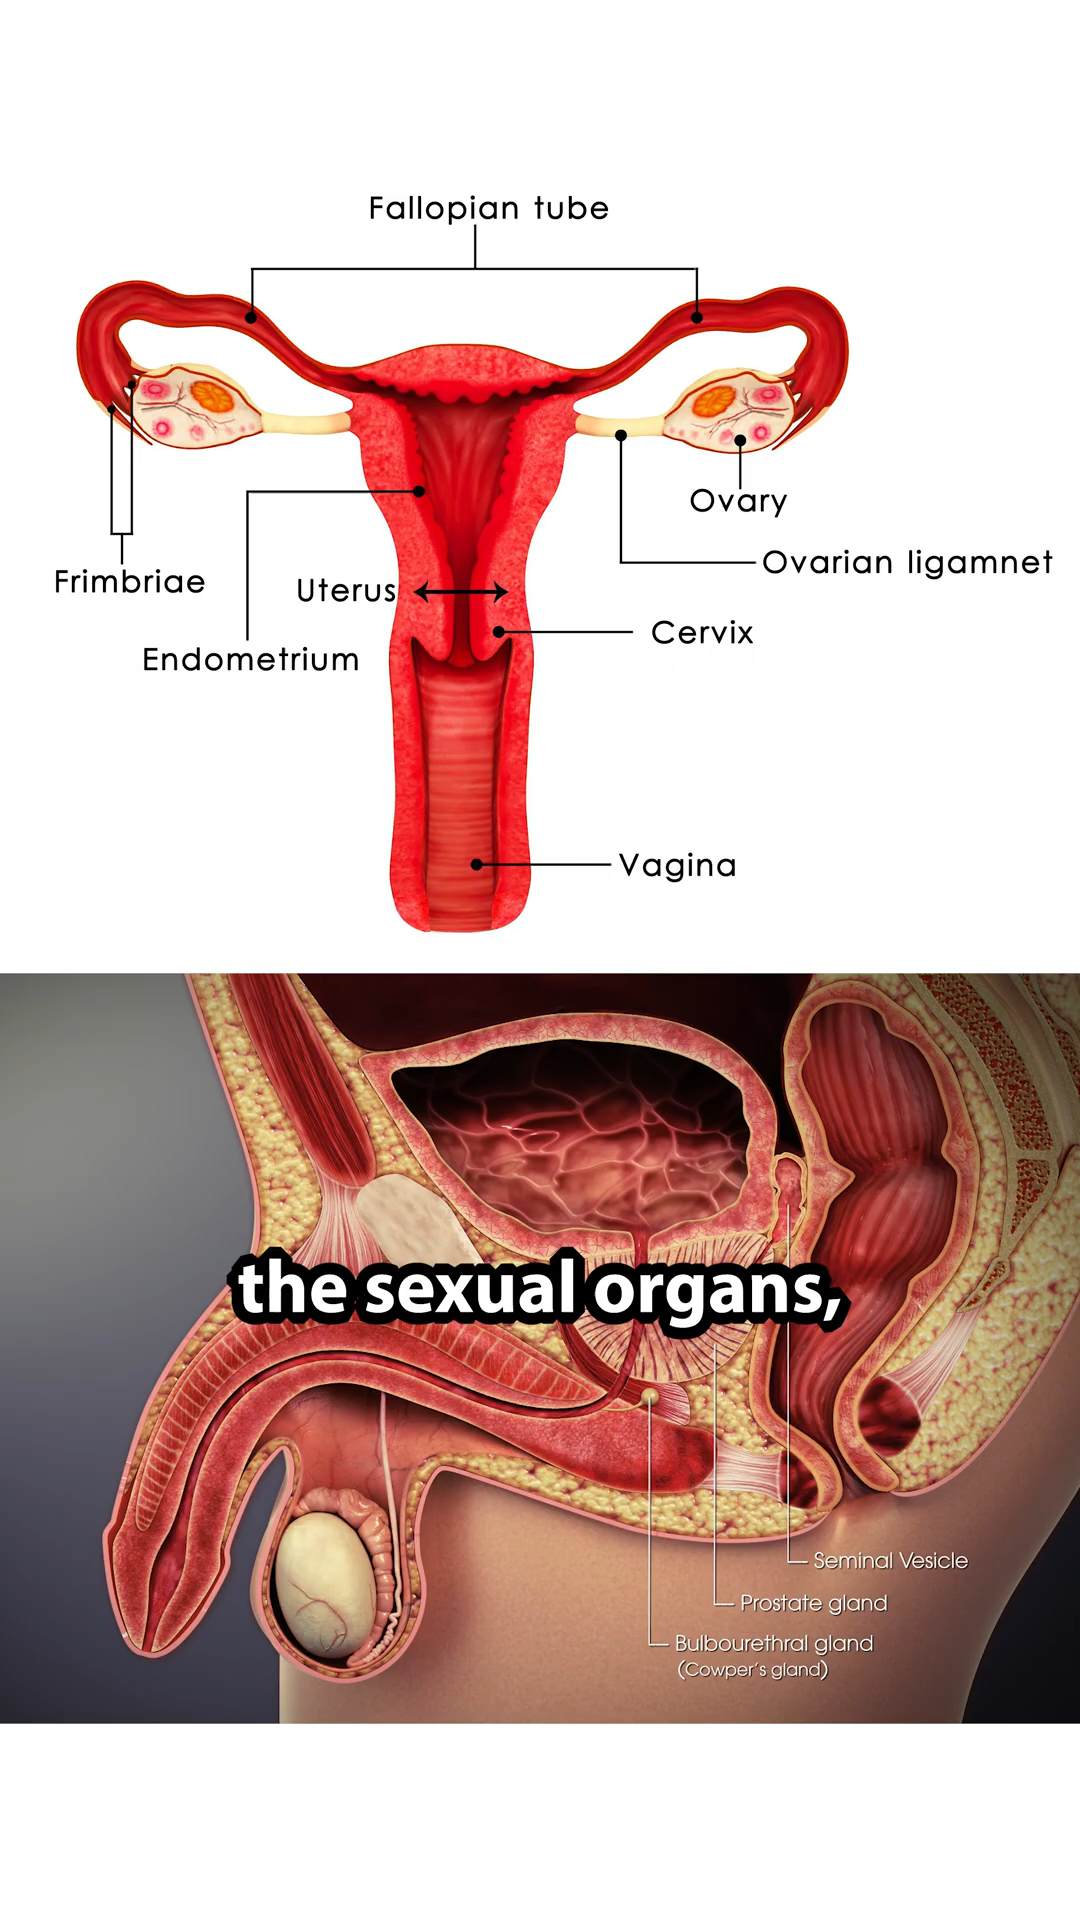 Fallopian tube
Ovary
Ovarian ligamnet
Frimbriae
Uterus
Cervix
Endometrium
Vagina
the sexual organs,
Seminal Vesicle
Prostate gland
Bulbourethral gland
(Cowper's gland)